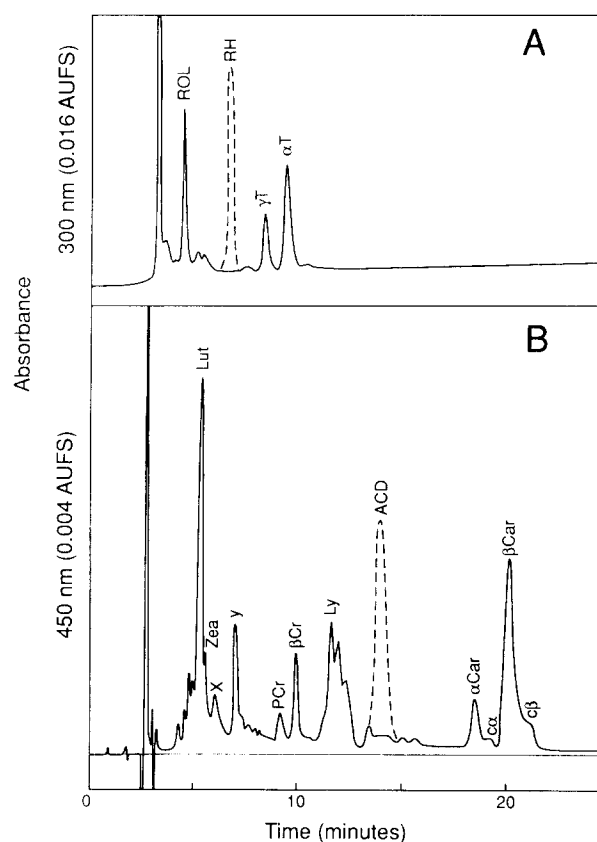 A
300 nm (0.016 AUFS)
ROL
RH
γT
αT
Absorbance
B
450 nm (0.004 AUFS)
Lut
Zea
X
y
PCr
βCr
Ly
ACD
αCar
cα
βCar
cβ
0 10 20
Time (minutes)